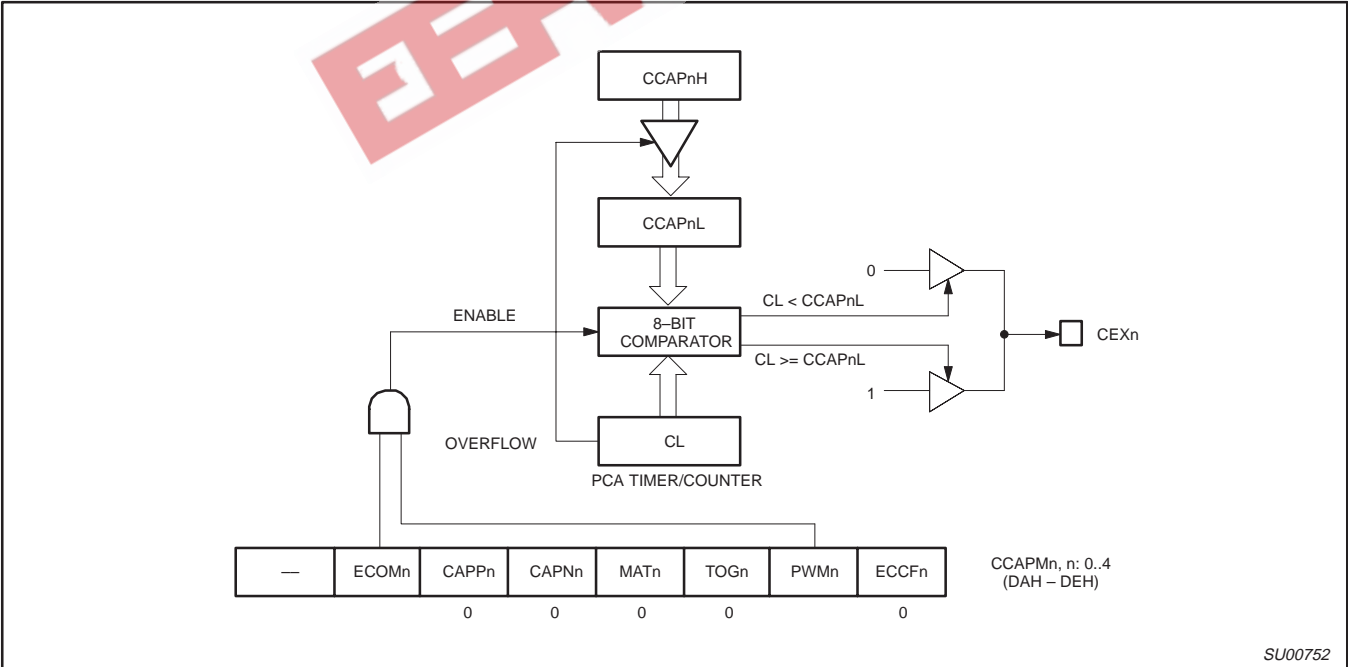 CCAPnH
CCAPnL
0
CL < CCAPnL
ENABLE
8–BIT
COMPARATOR
CEXn
CL >= CCAPnL
1
OVERFLOW
CL
PCA TIMER/COUNTER
–– ECOMn CAPPn CAPNn MATn TOGn PWMn ECCFn
CCAPMn, n: 0..4
(DAH – DEH)
0 0 0 0 0
SU00752